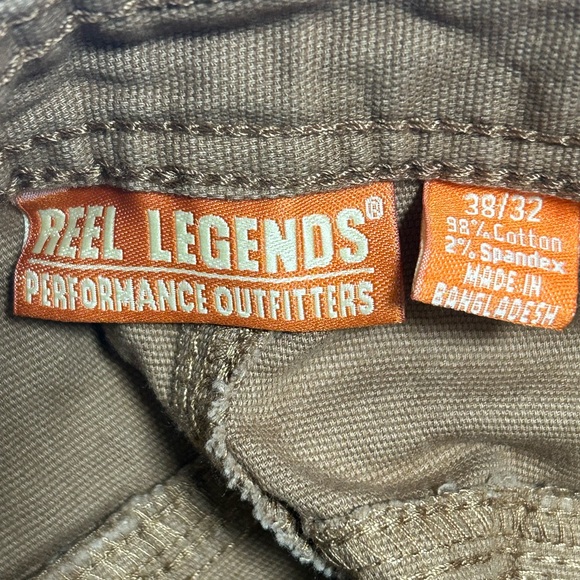 REEL LEGENDS®
PERFORMANCE OUTFITTERS
38/32
98% Cotton
2% Spandex
MADE IN
BANGLADESH